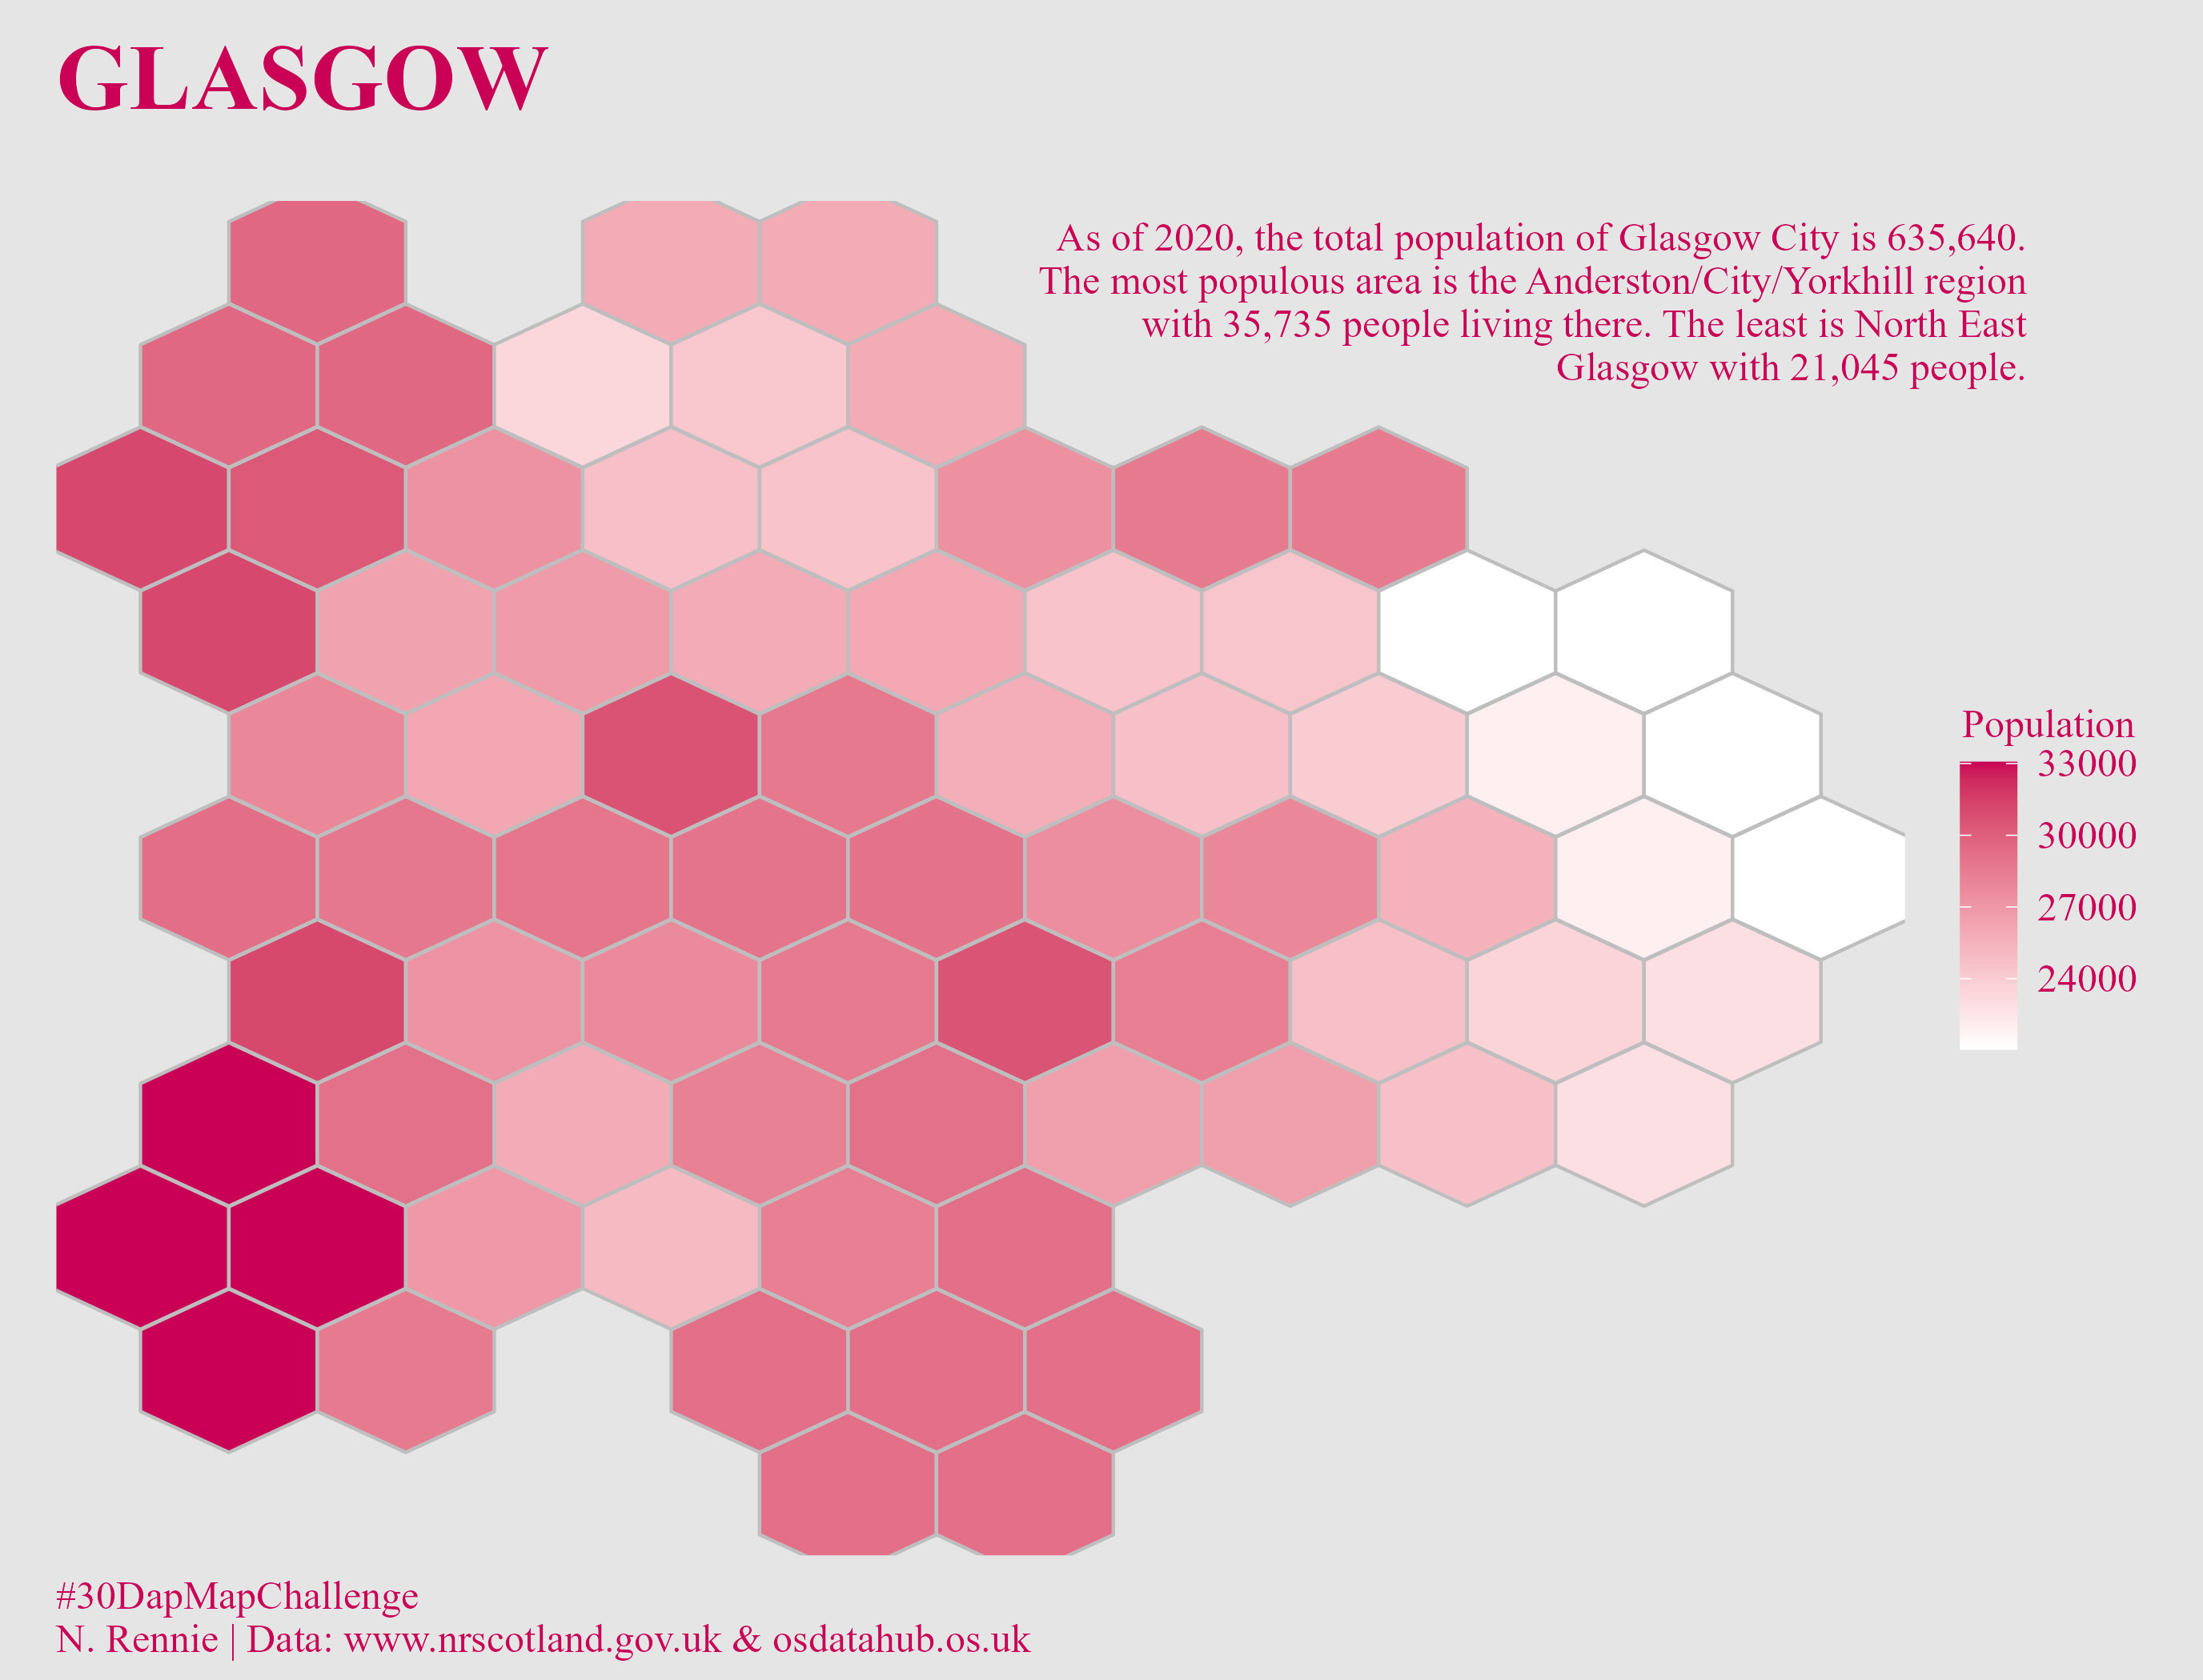 GLASGOW
As of 2020, the total population of Glasgow City is 635,640.
The most populous area is the Anderston/City/Yorkhill region
with 35,735 people living there. The least is North East
Glasgow with 21,045 people.
Population
33000
30000
27000
24000
#30DapMapChallenge
N. Rennie | Data: www.nrscotland.gov.uk & osdatahub.os.uk